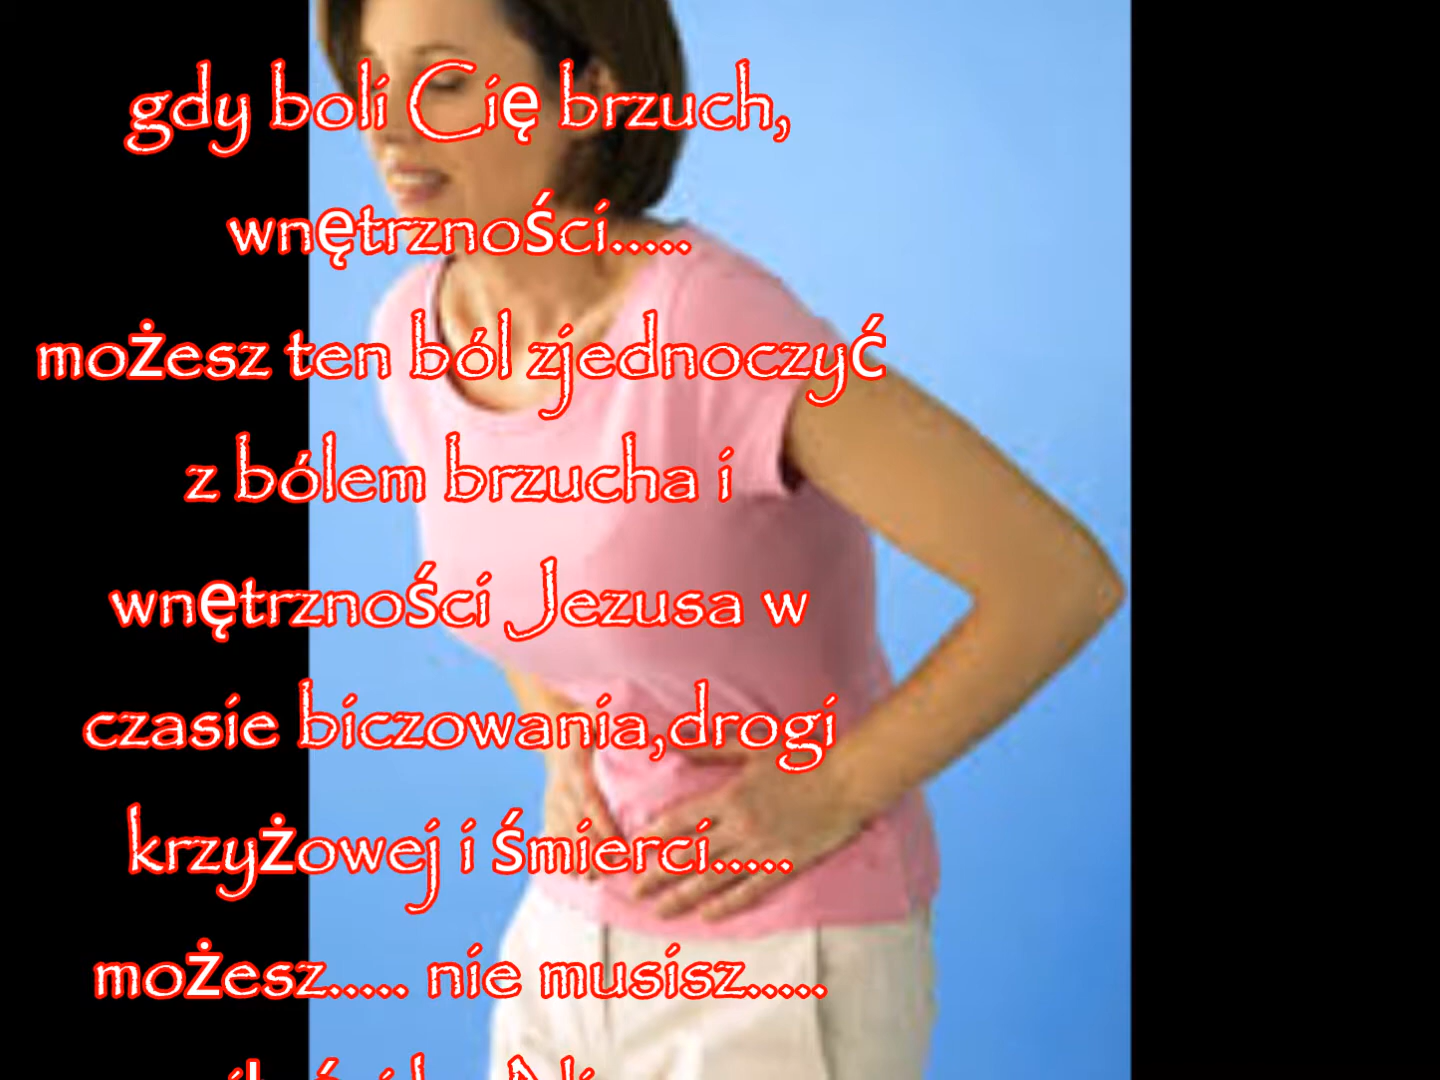 gdy boli Cię brzuch,
wnętrzności.....
możesz ten ból zjednoczyć
z bólem brzucha i
wnętrzności Jezusa w
czasie biczowania,drogi
krzyżowej i śmierci.....
możesz..... nie musisz.....